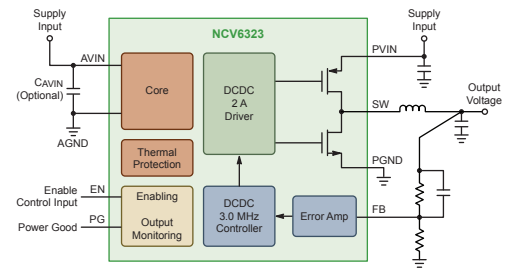 Supply
Input
NCV6323
Supply
Input
AVIN
PVIN
CAVIN
(Optional)
Core
DCDC
2 A
Driver
SW
Output
Voltage
AGND
Thermal
Protection
PGND
Enable
Control Input
EN
Enabling
DCDC
3.0 MHz
Controller
Error Amp
FB
Power Good
PG
Output
Monitoring